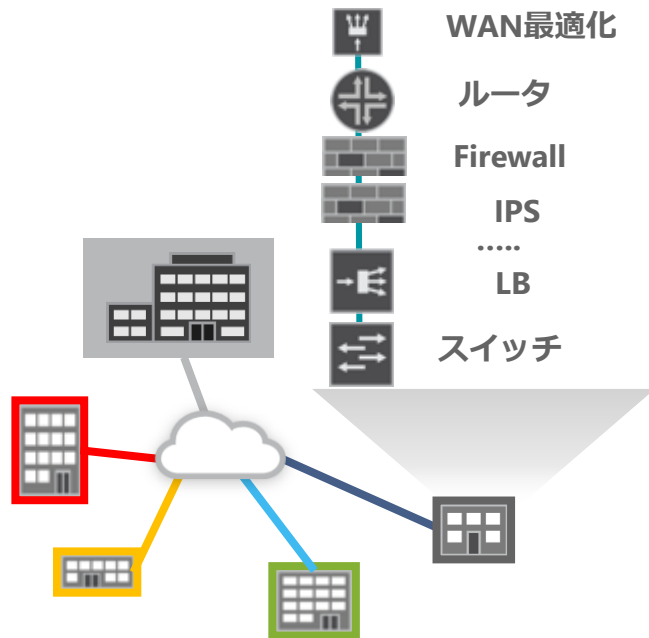 WAN最適化
ルータ
Firewall
IPS
.....
LB
スイッチ